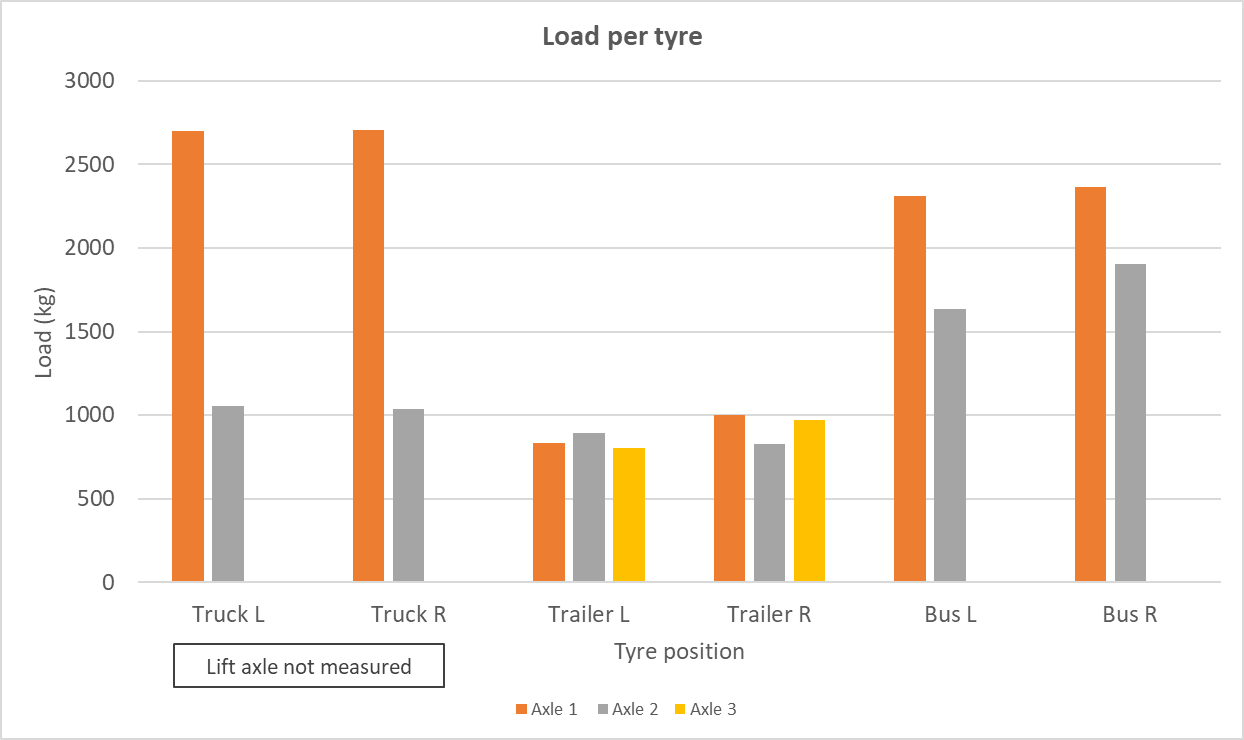 Load per tyre
3000
2500
2000
1500
1000
500
0
Load (kg)
Truck L
Truck R
Trailer L
Trailer R
Bus L
Bus R
Tyre position
Lift axle not measured
Axle 1
Axle 2
Axle 3